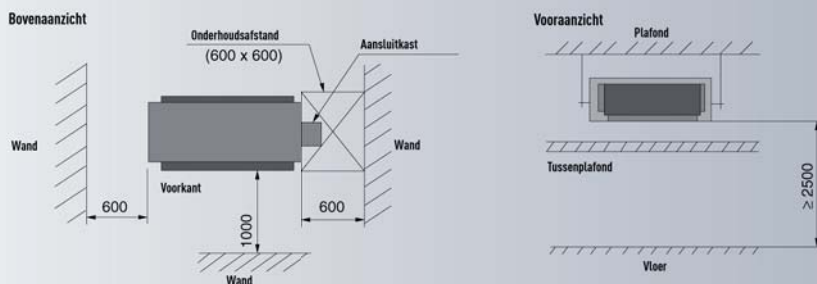 Bovenaanzicht
Onderhoudsafstand
(600 x 600)
Aansluitkast
Wand
Wand
Voorkant
600
1000
600
Wand
Vooraanzicht
Plafond
Tussenplafond
≥ 2500
Vloer